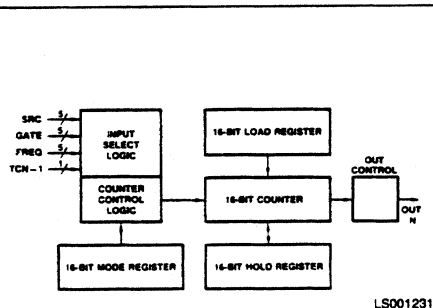 SRC 5
GATE 5
FREQ 5
TCN-1 1
INPUT
SELECT
LOGIC
COUNTER
CONTROL
LOGIC
16-BIT MODE REGISTER
16-BIT LOAD REGISTER
16-BIT COUNTER
16-BIT HOLD REGISTER
OUT
CONTROL
OUT
N
LS001231